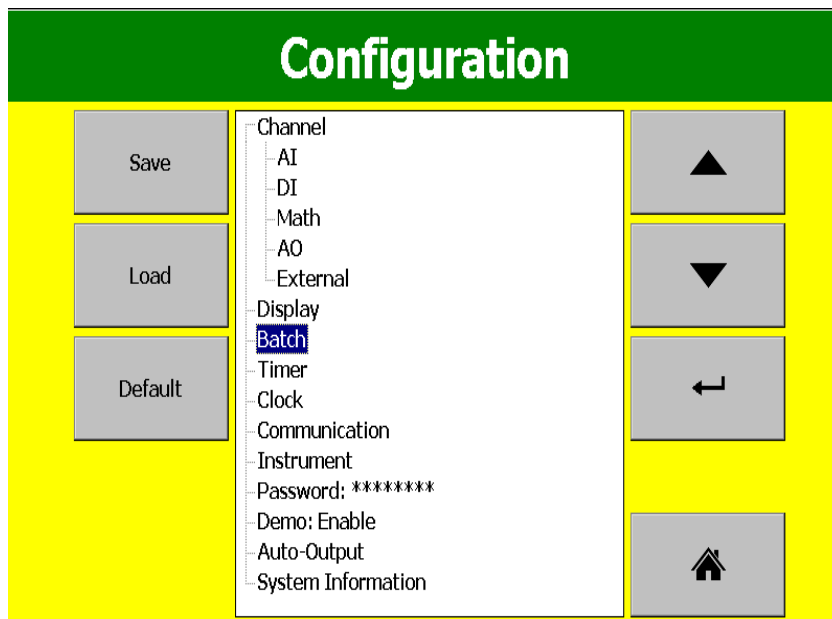 Configuration
Save
Load
Default
Channel
AI
DI
Math
AO
External
Display
Batch
Timer
Clock
Communication
Instrument
Password: ********
Demo: Enable
Auto-Output
System Information